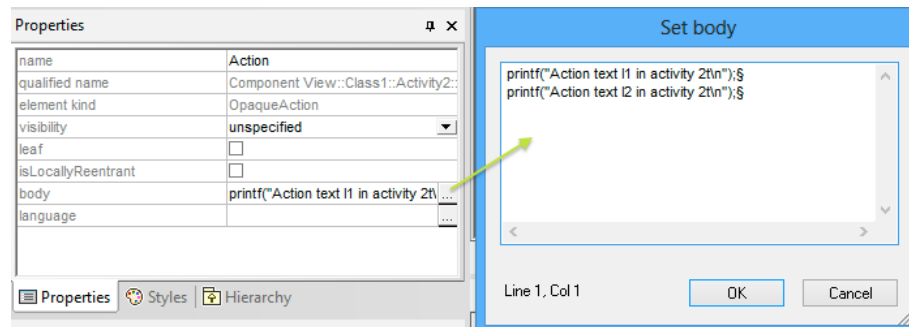 Properties
name Action
qualified name Component View::Class1::Activity2::
element kind OpaqueAction
visibility unspecified
leaf
isLocallyReentrant
body printf("Action text l1 in activity 2t\ ...
language ...
Properties Styles Hierarchy
Set body
printf("Action text l1 in activity 2t\n");§
printf("Action text l2 in activity 2t\n");§
Line 1, Col 1 OK Cancel